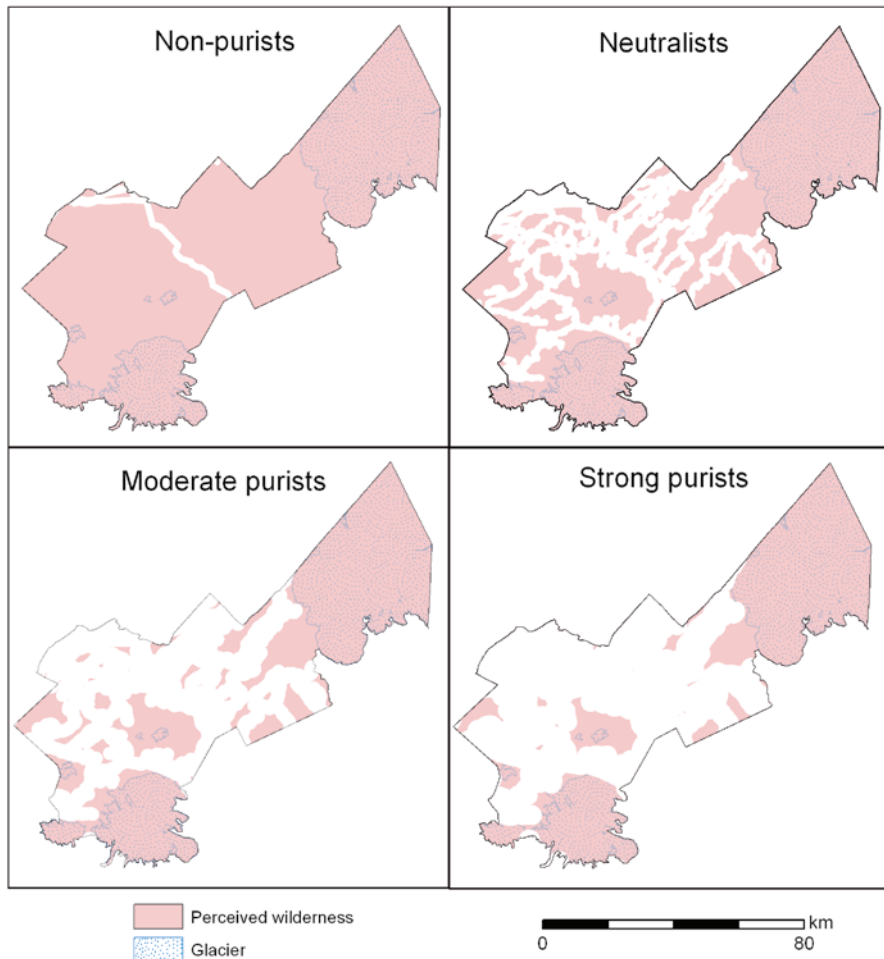 Non-purists
Neutralists
Moderate purists
Strong purists
Perceived wilderness
Glacier
km
0
80